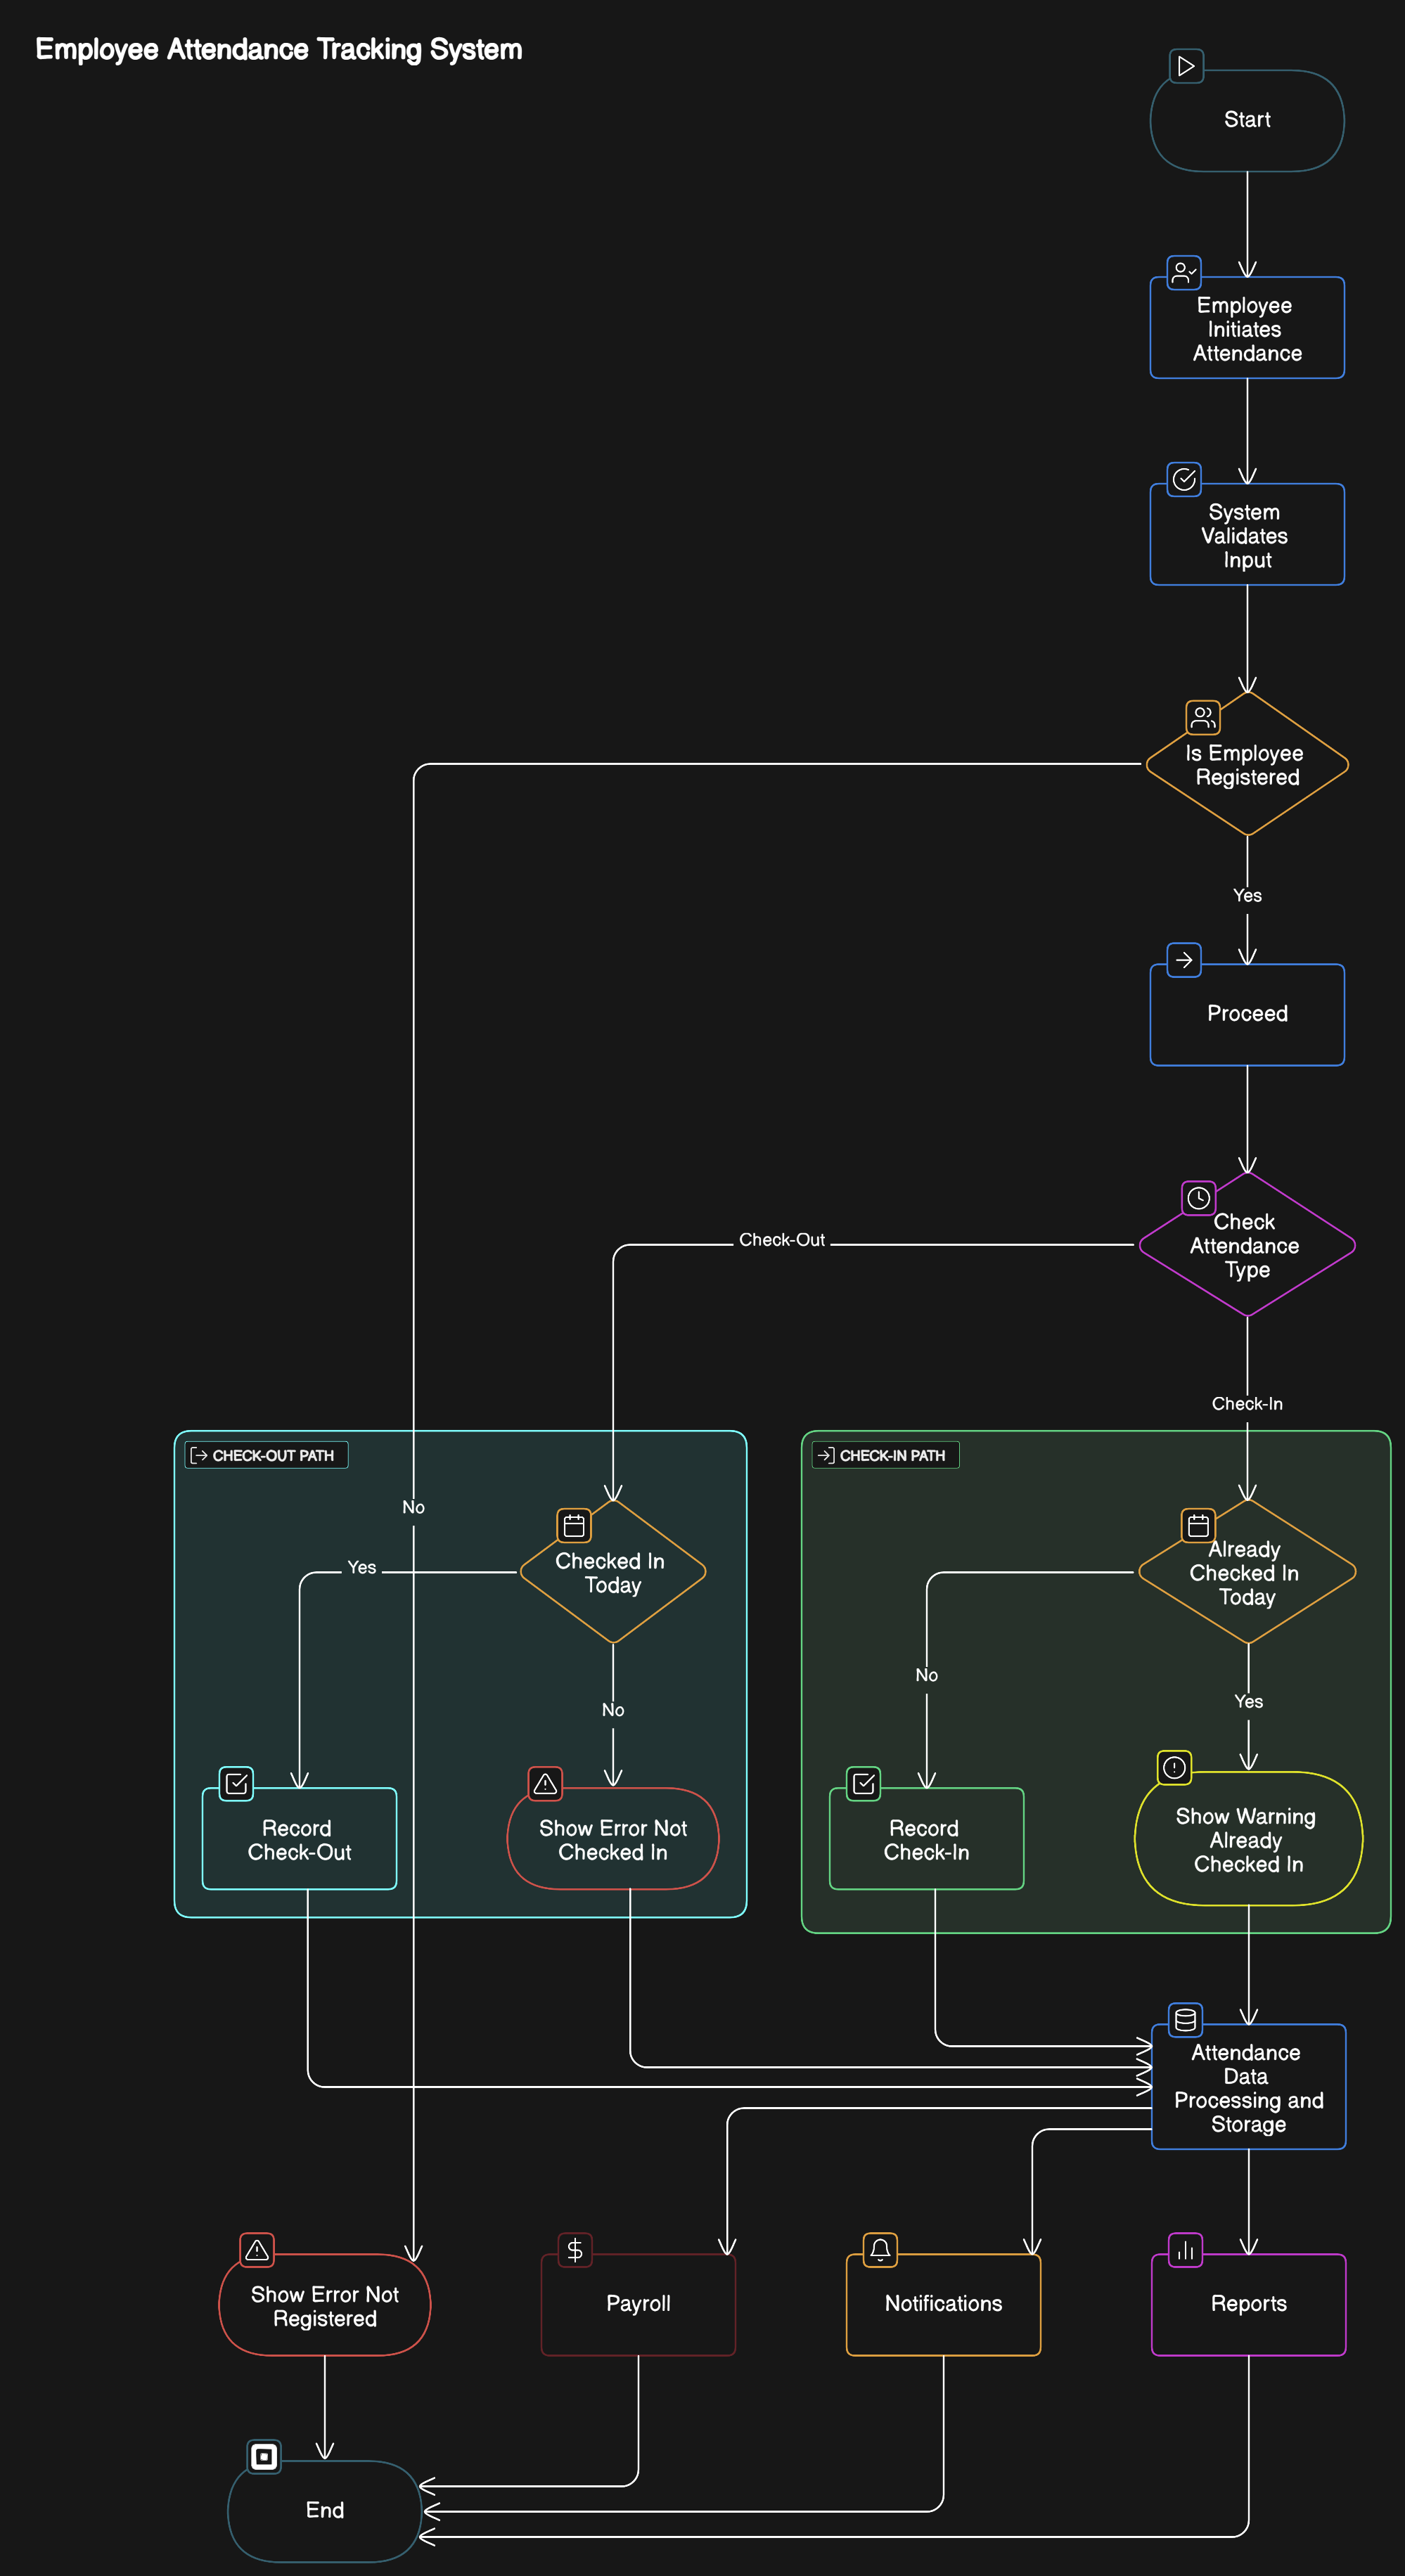 Employee Attendance Tracking System
Start
Employee
Initiates
Attendance
System
Validates
Input
Is Employee
Registered
Yes
Proceed
Check
Attendance
Type
Check-Out
Check-In
CHECK-OUT PATH
CHECK-IN PATH
No
Checked In
Today
Yes
Already
Checked In
Today
No
No
Yes
Record
Check-Out
Show Error Not
Checked In
Record
Check-In
Show Warning
Already
Checked In
Attendance
Data
Processing and
Storage
Show Error Not
Registered
$
Payroll
Notifications
Reports
End